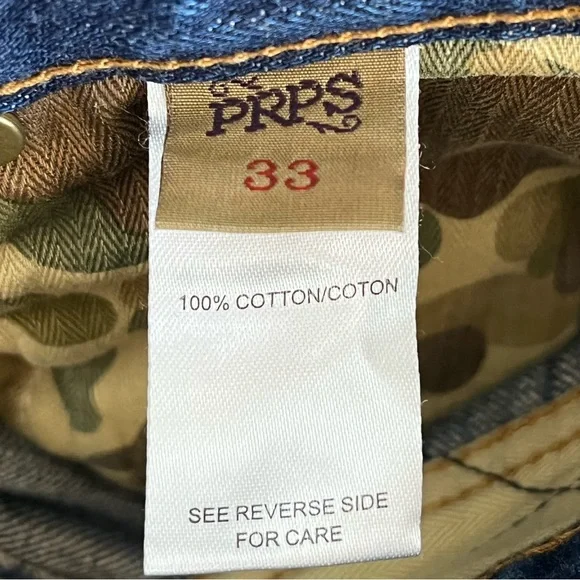 PRPS
33
100% COTTON/COTON
SEE REVERSE SIDE
FOR CARE